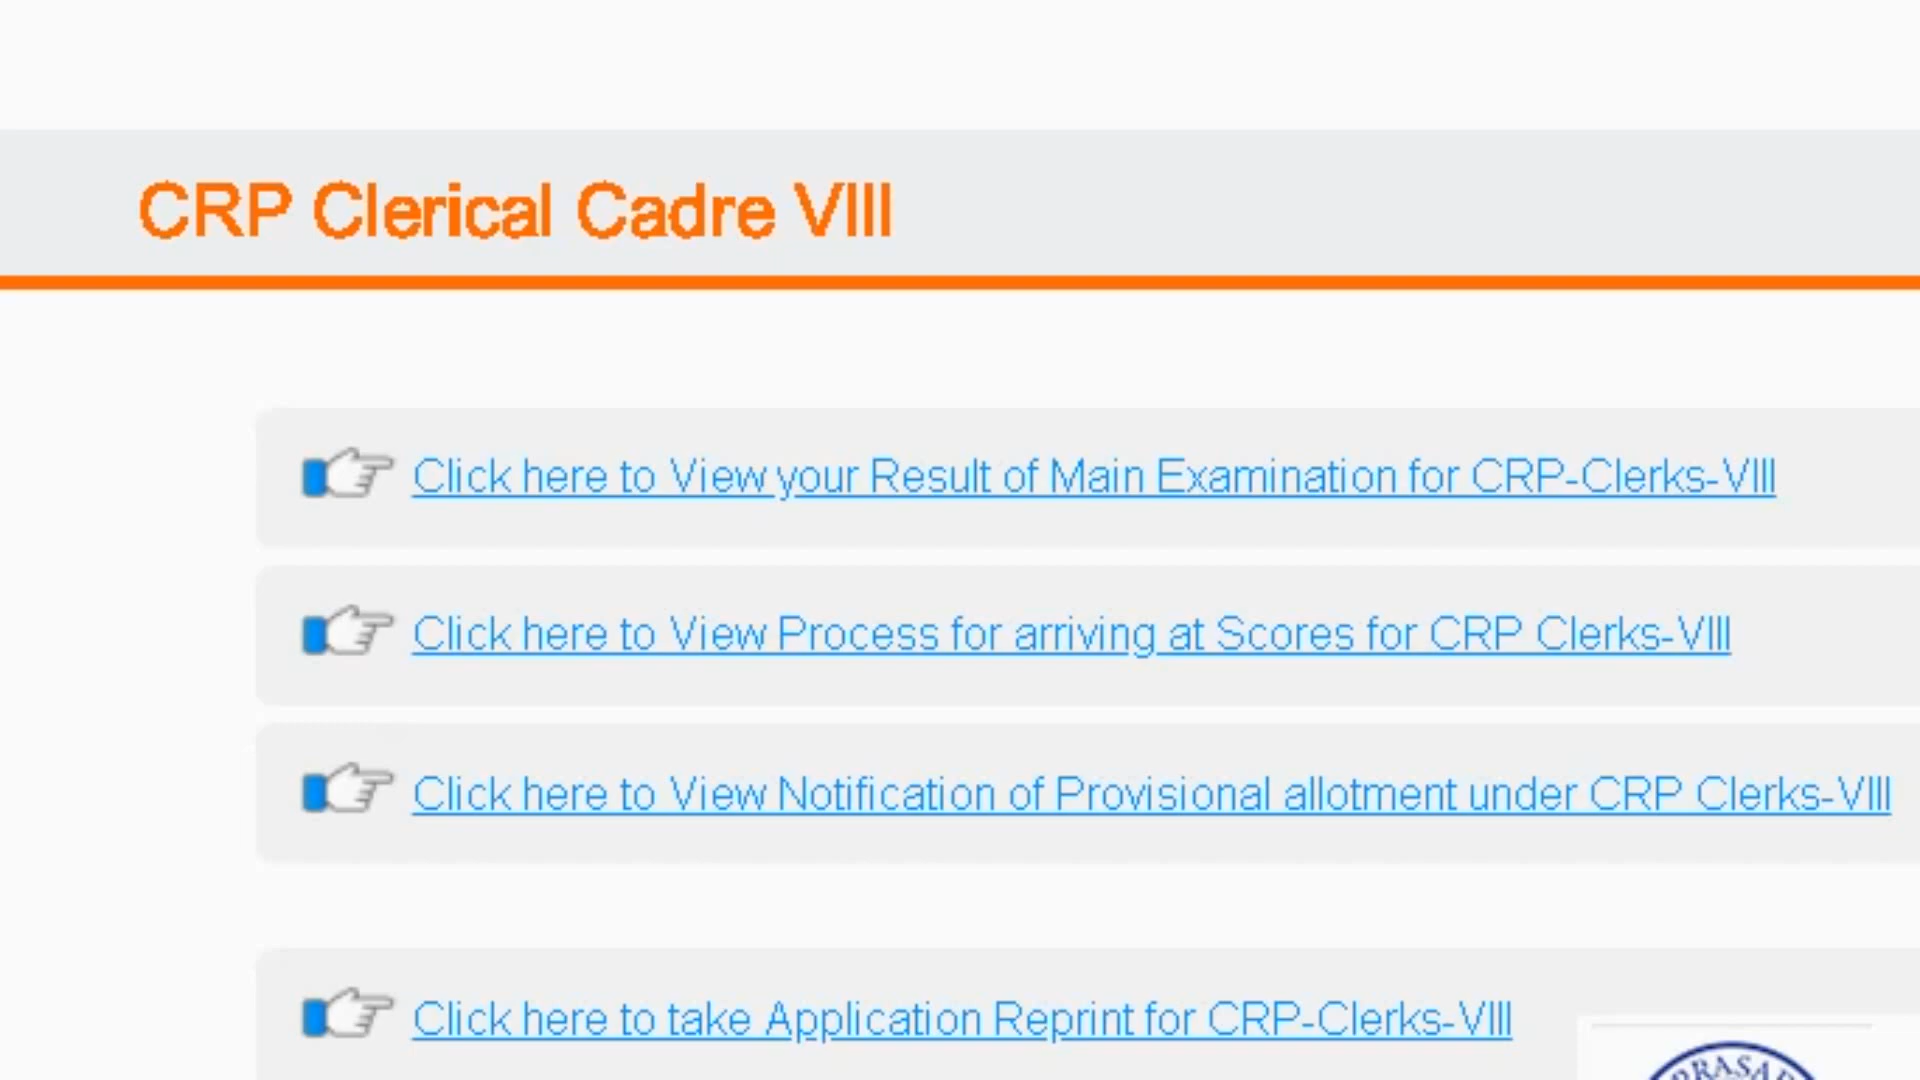 CRP Clerical Cadre VIII
Click here to View your Result of Main Examination for CRP-Clerks-VIII
Click here to View Process for arriving at Scores for CRP Clerks-VIII
Click here to View Notification of Provisional allotment under CRP Clerks-VIII
Click here to take Application Reprint for CRP-Clerks-VIII